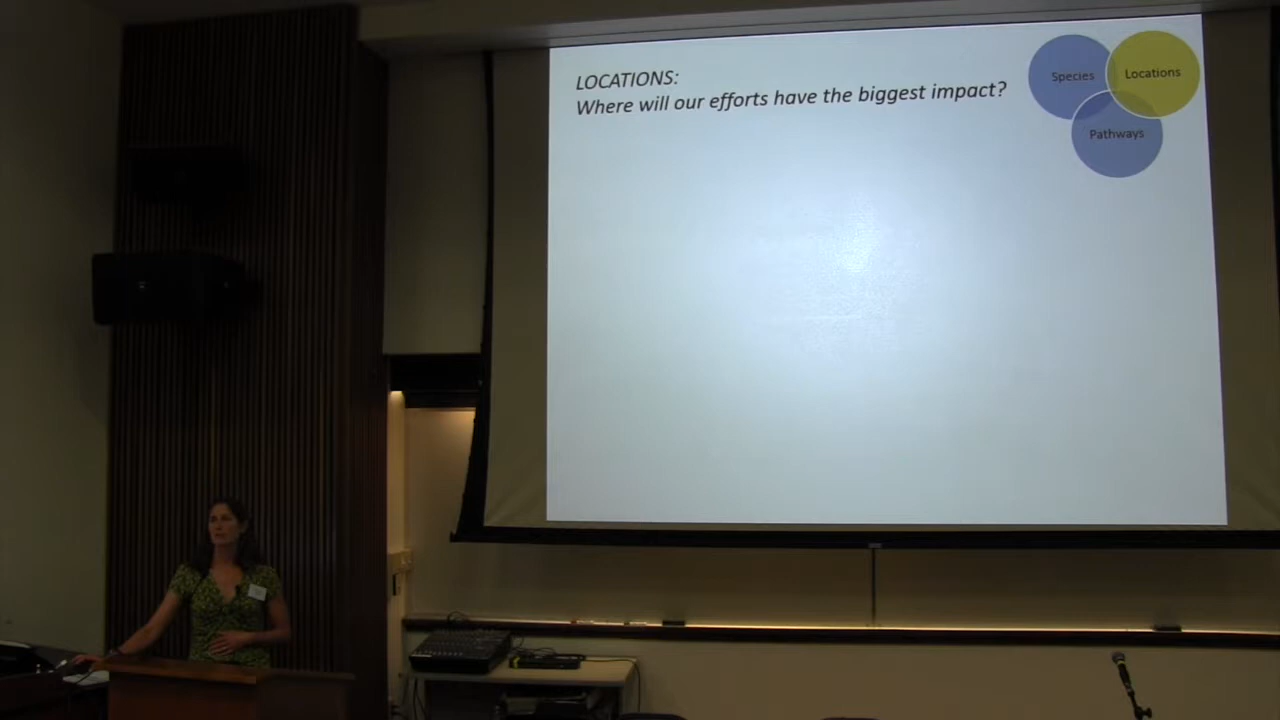 LOCATIONS:
Where will our efforts have the biggest impact?
Species
Locations
Pathways